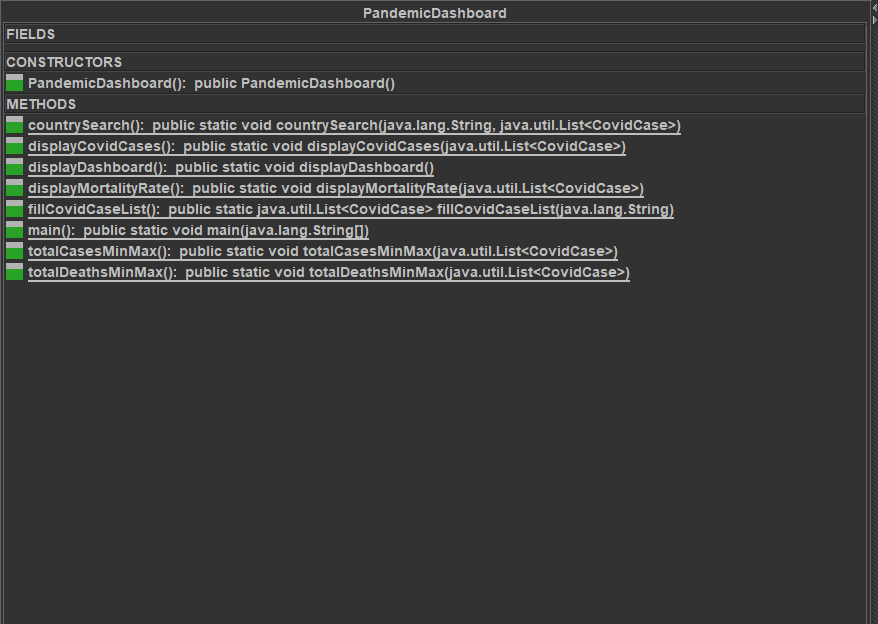 PandemicDashboard
FIELDS
CONSTRUCTORS
PandemicDashboard():  public PandemicDashboard()
METHODS
countrySearch():  public static void countrySearch(java.lang.String, java.util.List<CovidCase>)
displayCovidCases():  public static void displayCovidCases(java.util.List<CovidCase>)
displayDashboard():  public static void displayDashboard()
displayMortalityRate():  public static void displayMortalityRate(java.util.List<CovidCase>)
fillCovidCaseList():  public static java.util.List<CovidCase> fillCovidCaseList(java.lang.String)
main():  public static void main(java.lang.String[])
totalCasesMinMax():  public static void totalCasesMinMax(java.util.List<CovidCase>)
totalDeathsMinMax():  public static void totalDeathsMinMax(java.util.List<CovidCase>)